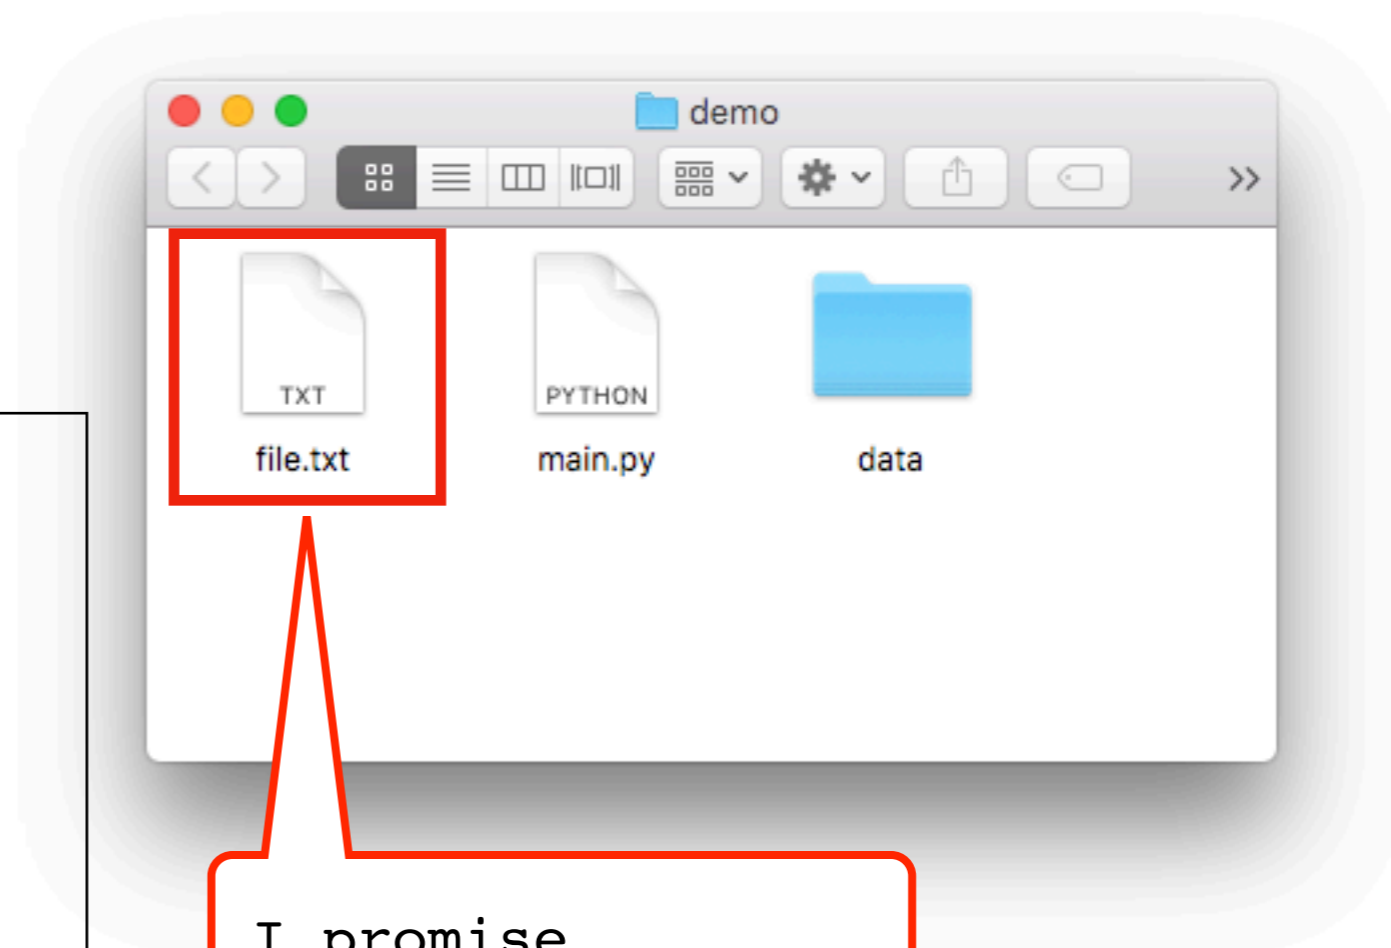 demo
TXT
PYTHON
file.txt
main.py
data
I promise